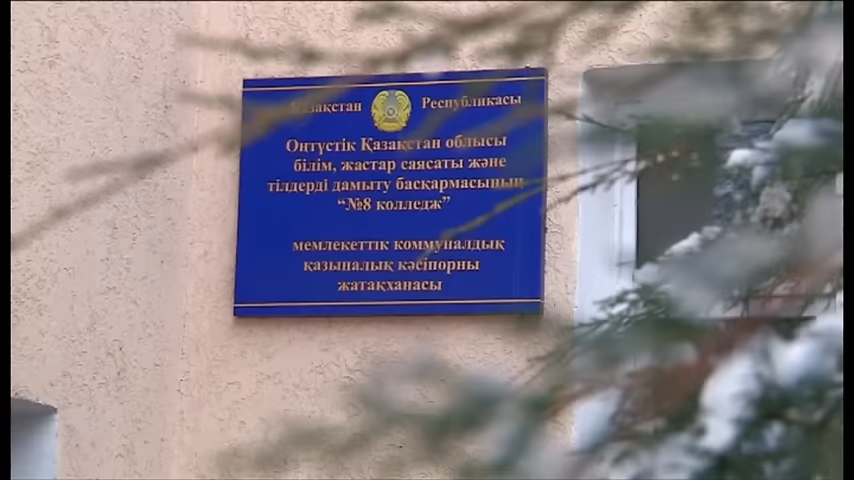 Қазақстан Республикасы
Оңтүстік Қазақстан облысы
білім, жастар саясаты және
тілдерді дамыту басқармасының
“№8 колледж”
мемлекеттік коммуналдық
қазыналық кәсіпорны
жатақханасы